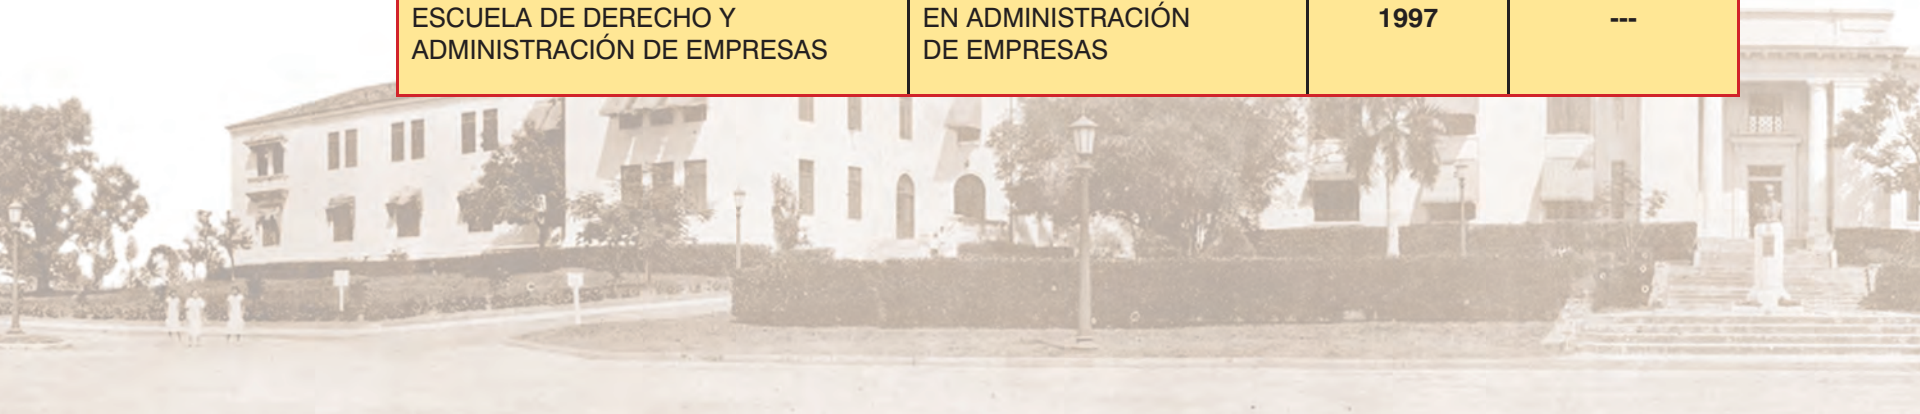 ESCUELA DE DERECHO Y
ADMINISTRACIÓN DE EMPRESAS
EN ADMINISTRACIÓN
DE EMPRESAS
1997
---